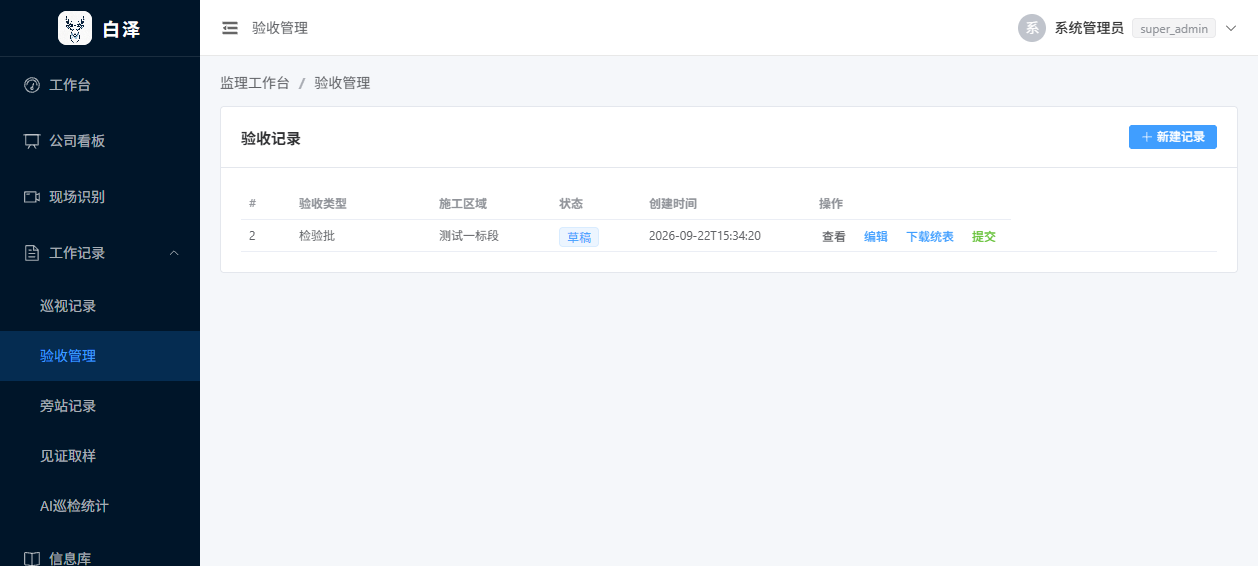 白泽
验收管理
系 系统管理员 super_admin
工作台
公司看板
现场识别
工作记录
巡视记录
验收管理
旁站记录
见证取样
AI巡检统计
信息库
监理工作台 / 验收管理
验收记录
新建记录
# 验收类型 施工区域 状态 创建时间 操作
2 检验批 测试一标段 草稿 2026-09-22T15:34:20 查看 编辑 下载统表 提交